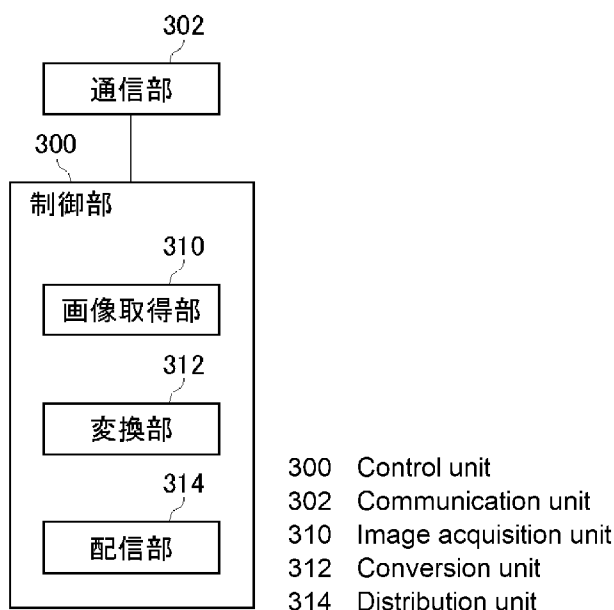 302
通信部
300
制御部
310
画像取得部
312
変換部
314
配信部
300 Control unit
302 Communication unit
310 Image acquisition unit
312 Conversion unit
314 Distribution unit